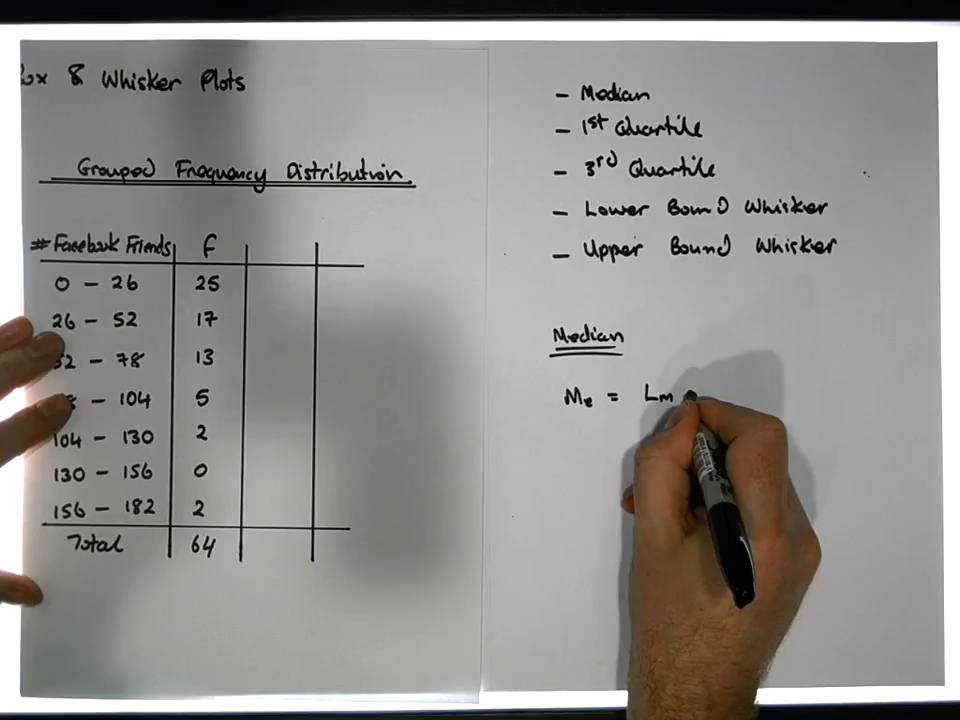 & Whisker Plots
Grouped Frequency Distribution
# Facebook Friends f
0 - 26 25
26 - 52 17
52 - 78 13
- 104 5
104 - 130 2
130 - 156 0
156 - 182 2
Total 64
- Median
- 1st Quartile
- 3rd Quartile
- Lower Bound Whisker
- Upper Bound Whisker
Median
Me = Lm